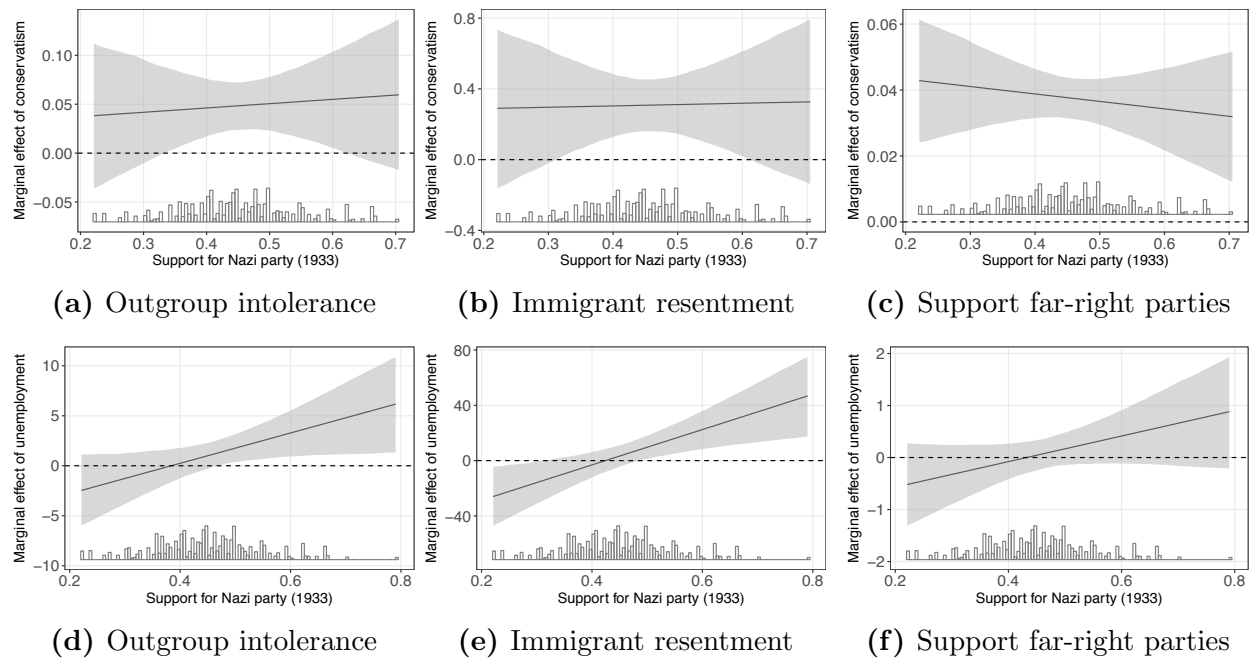 Marginal effect of conservatism
0.10
0.05
0.00
−0.05
0.2 0.3 0.4 0.5 0.6 0.7
Support for Nazi party (1933)
(a) Outgroup intolerance
Marginal effect of conservatism
0.8
0.4
0.0
−0.4
0.2 0.3 0.4 0.5 0.6 0.7
Support for Nazi party (1933)
(b) Immigrant resentment
Marginal effect of conservatism
0.06
0.04
0.02
0.00
0.2 0.3 0.4 0.5 0.6 0.7
Support for Nazi party (1933)
(c) Support far-right parties
Marginal effect of unemployment
10
5
0
−5
−10
0.2 0.4 0.6 0.8
Support for Nazi party (1933)
(d) Outgroup intolerance
Marginal effect of unemployment
80
40
0
−40
0.2 0.4 0.6 0.8
Support for Nazi party (1933)
(e) Immigrant resentment
Marginal effect of unemployment
2
1
0
−1
−2
0.2 0.4 0.6 0.8
Support for Nazi party (1933)
(f) Support far-right parties